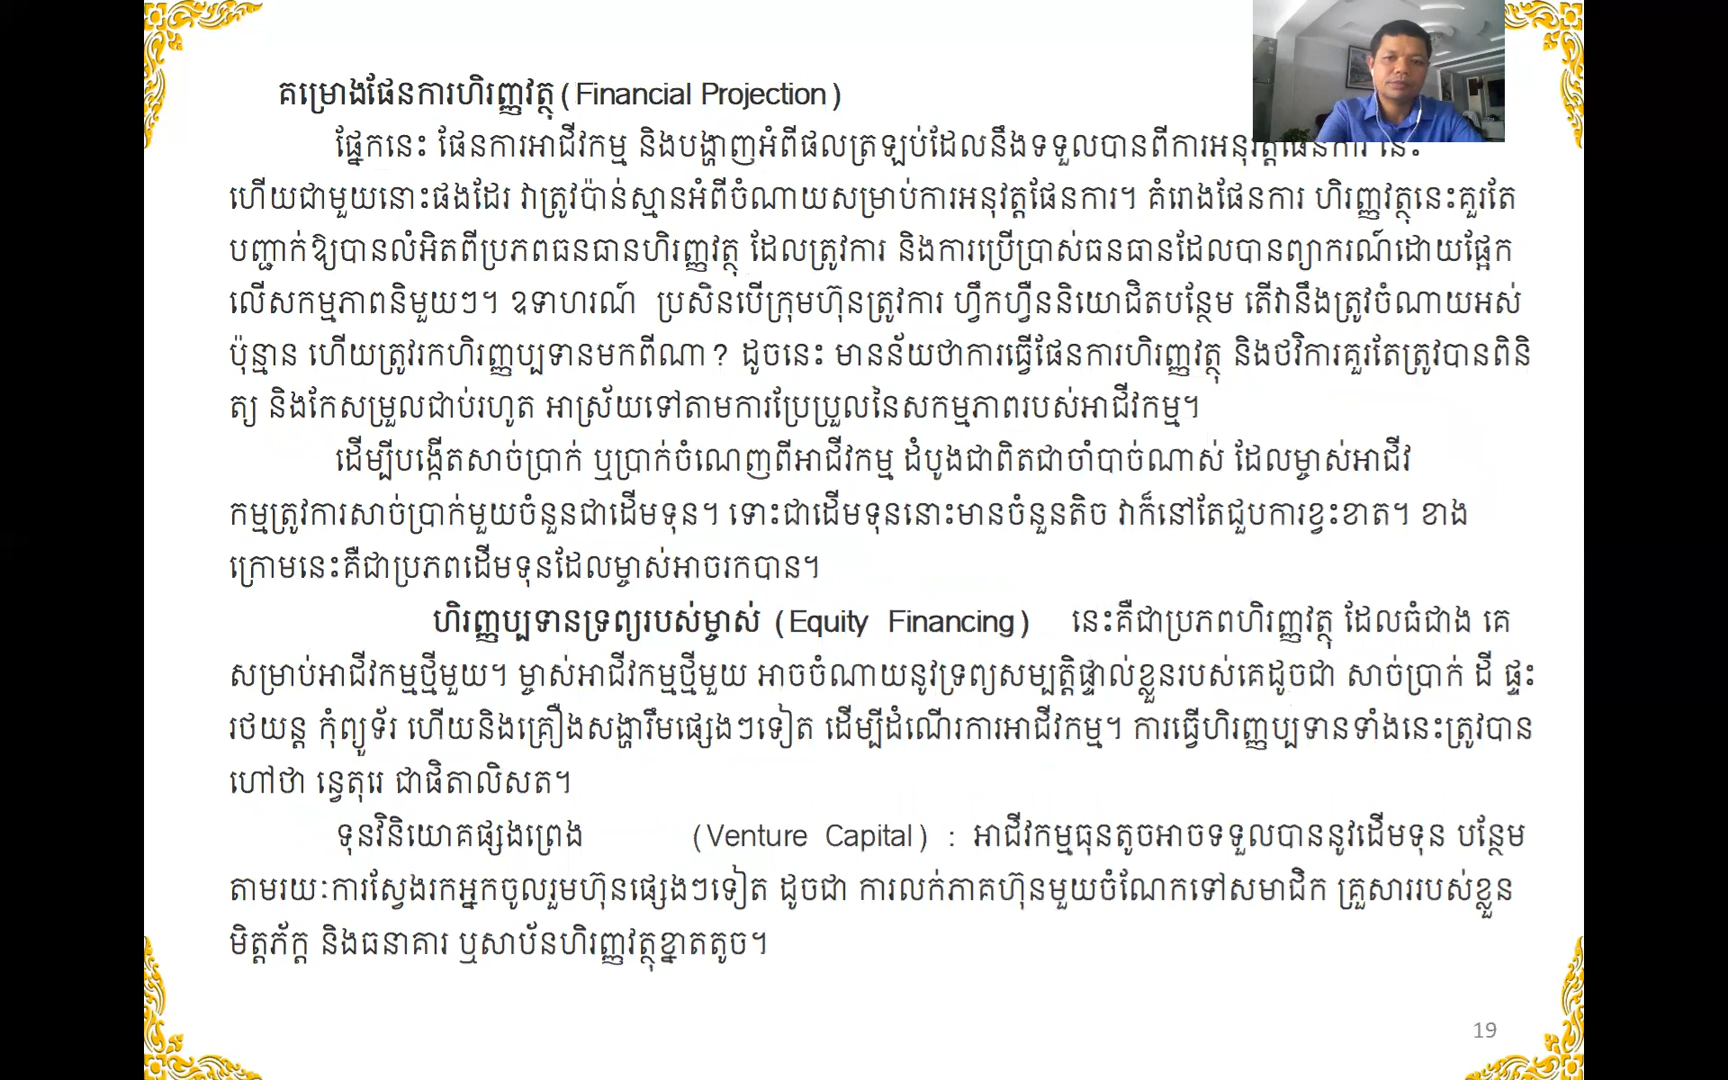 គម្រោងផែនការហិរញ្ញវត្ថុ (Financial Projection)
ផ្នែកនេះ ផែនការអាជីវកម្ម និងបង្ហាញអំពីផលត្រឡប់ដែលនឹងទទួលបានពីការអនុវត្តផែនការ នេះ
ហើយជាមួយនោះផងដែរ វាត្រូវប៉ាន់ស្មានអំពីចំណាយសម្រាប់ការអនុវត្តផែនការ។ គំរោងផែនការ ហិរញ្ញវត្ថុនេះគួរតែ
បញ្ជាក់ឱ្យបានលំអិតពីប្រភពធនធានហិរញ្ញវត្ថុ ដែលត្រូវការ និងការប្រើប្រាស់ធនធានដែលបានព្យាករណ៍ដោយផ្អែក
លើសកម្មភាពនិមួយៗ។ ឧទាហរណ៍ ប្រសិនបើក្រុមហ៊ុនត្រូវការ ហ្វឹកហ្វឺននិយោជិតបន្ថែម តើវានឹងត្រូវចំណាយអស់
ប៉ុន្មាន ហើយត្រូវរកហិរញ្ញប្បទានមកពីណា? ដូចនេះ មានន័យថាការធ្វើផែនការហិរញ្ញវត្ថុ និងថវិការគួរតែត្រូវបានពិនិ
ត្យ និងកែសម្រួលជាប់រហូត អាស្រ័យទៅតាមការប្រែប្រួលនៃសកម្មភាពរបស់អាជីវកម្ម។
ដើម្បីបង្កើតសាច់ប្រាក់ ឬប្រាក់ចំណេញពីអាជីវកម្ម ដំបូងជាពិតជាចាំបាច់ណាស់ ដែលម្ចាស់អាជីវ
កម្មត្រូវការសាច់ប្រាក់មួយចំនួនជាដើមទុន។ ទោះជាដើមទុននោះមានចំនួនតិច វាក៏នៅតែជួបការខ្វះខាត។ ខាង
ក្រោមនេះគឺជាប្រភពដើមទុនដែលម្ចាស់អាចរកបាន។
ហិរញ្ញប្បទានទ្រព្យរបស់ម្ចាស់ (Equity Financing) នេះគឺជាប្រភពហិរញ្ញវត្ថុ ដែលធំជាង គេ
សម្រាប់អាជីវកម្មថ្មីមួយ។ ម្ចាស់អាជីវកម្មថ្មីមួយ អាចចំណាយនូវទ្រព្យសម្បត្តិផ្ទាល់ខ្លួនរបស់គេដូចជា សាច់ប្រាក់ ដី ផ្ទះ
រថយន្ត កុំព្យូទ័រ ហើយនិងគ្រឿងសង្ហារឹមផ្សេងៗទៀត ដើម្បីដំណើរការអាជីវកម្ម។ ការធ្វើហិរញ្ញប្បទានទាំងនេះត្រូវបាន
ហៅថា ន្វេតុរេ ជាផិតាលិសត។
ទុនវិនិយោគផ្សងព្រេង (Venture Capital) : អាជីវកម្មធុនតូចអាចទទួលបាននូវដើមទុន បន្ថែម
តាមរយៈការស្វែងរកអ្នកចូលរួមហ៊ុនផ្សេងៗទៀត ដូចជា ការលក់ភាគហ៊ុនមួយចំណែកទៅសមាជិក គ្រួសាររបស់ខ្លួន
មិត្តភ័ក្ត និងធនាគារ ឬសាប័នហិរញ្ញវត្ថុខ្នាតតូច។
19